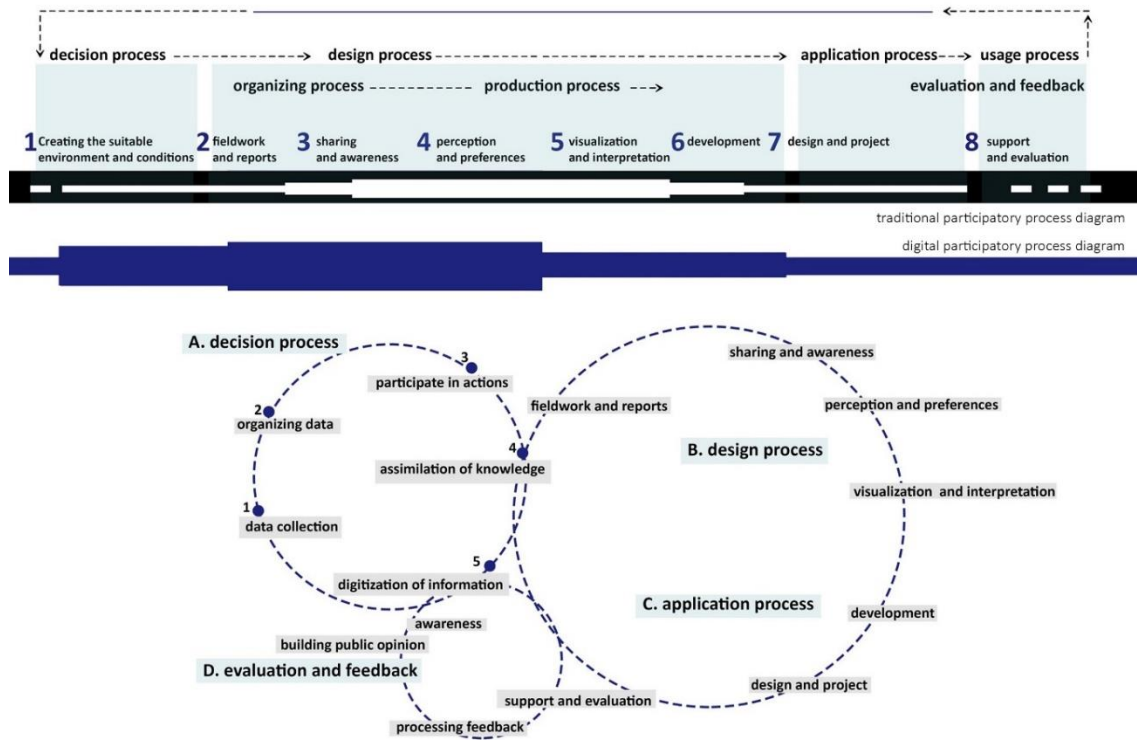 decision process
design process
application process
usage process
organizing process
production process
evaluation and feedback
1 Creating the suitable
environment and conditions
2 fieldwork
and reports
3 sharing
and awareness
4 perception
and preferences
5 visualization
and interpretation
6 development
7 design and project
8 support
and evaluation
traditional participatory process diagram
digital participatory process diagram
A. decision process
3
participate in actions
2
organizing data
4
assimilation of knowledge
1
data collection
5
digitization of information
sharing and awareness
fieldwork and reports
perception and preferences
B. design process
visualization and interpretation
C. application process
development
design and project
awareness
building public opinion
D. evaluation and feedback
support and evaluation
processing feedback